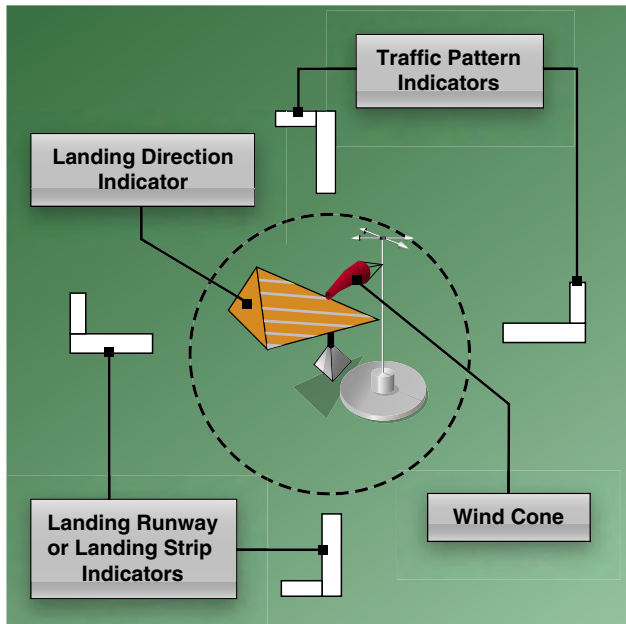 Traffic Pattern
Indicators
Landing Direction
Indicator
Landing Runway
or Landing Strip
Indicators
Wind Cone